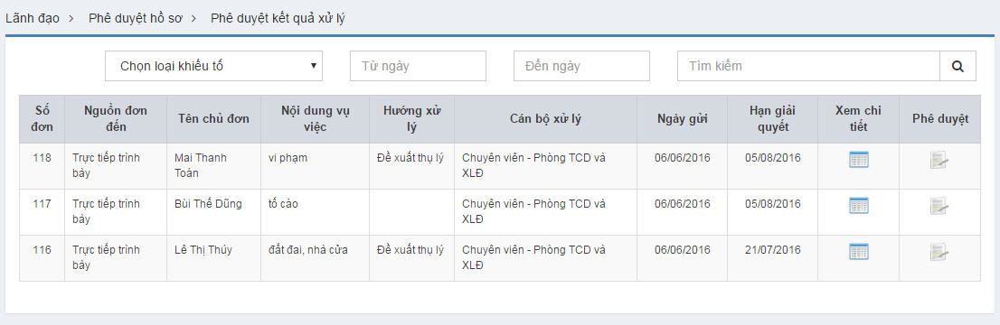 Lãnh đạo > Phê duyệt hồ sơ > Phê duyệt kết quả xử lý
Chọn loại khiếu tố Từ ngày Đến ngày Tìm kiếm
Số đơn Nguồn đơn đến Tên chủ đơn Nội dung vụ việc Hướng xử lý Cán bộ xử lý Ngày gửi Hạn giải quyết Xem chi tiết Phê duyệt
118 Trực tiếp trình bày Mai Thanh Toán vi phạm Đề xuất thụ lý Chuyên viên - Phòng TCD và XLĐ 06/06/2016 05/08/2016
117 Trực tiếp trình bày Bùi Thế Dũng tố cáo Chuyên viên - Phòng TCD và XLĐ 06/06/2016 05/08/2016
116 Trực tiếp trình bày Lê Thị Thúy đất đai, nhà cửa Đề xuất thụ lý Chuyên viên - Phòng TCD và XLĐ 06/06/2016 21/07/2016